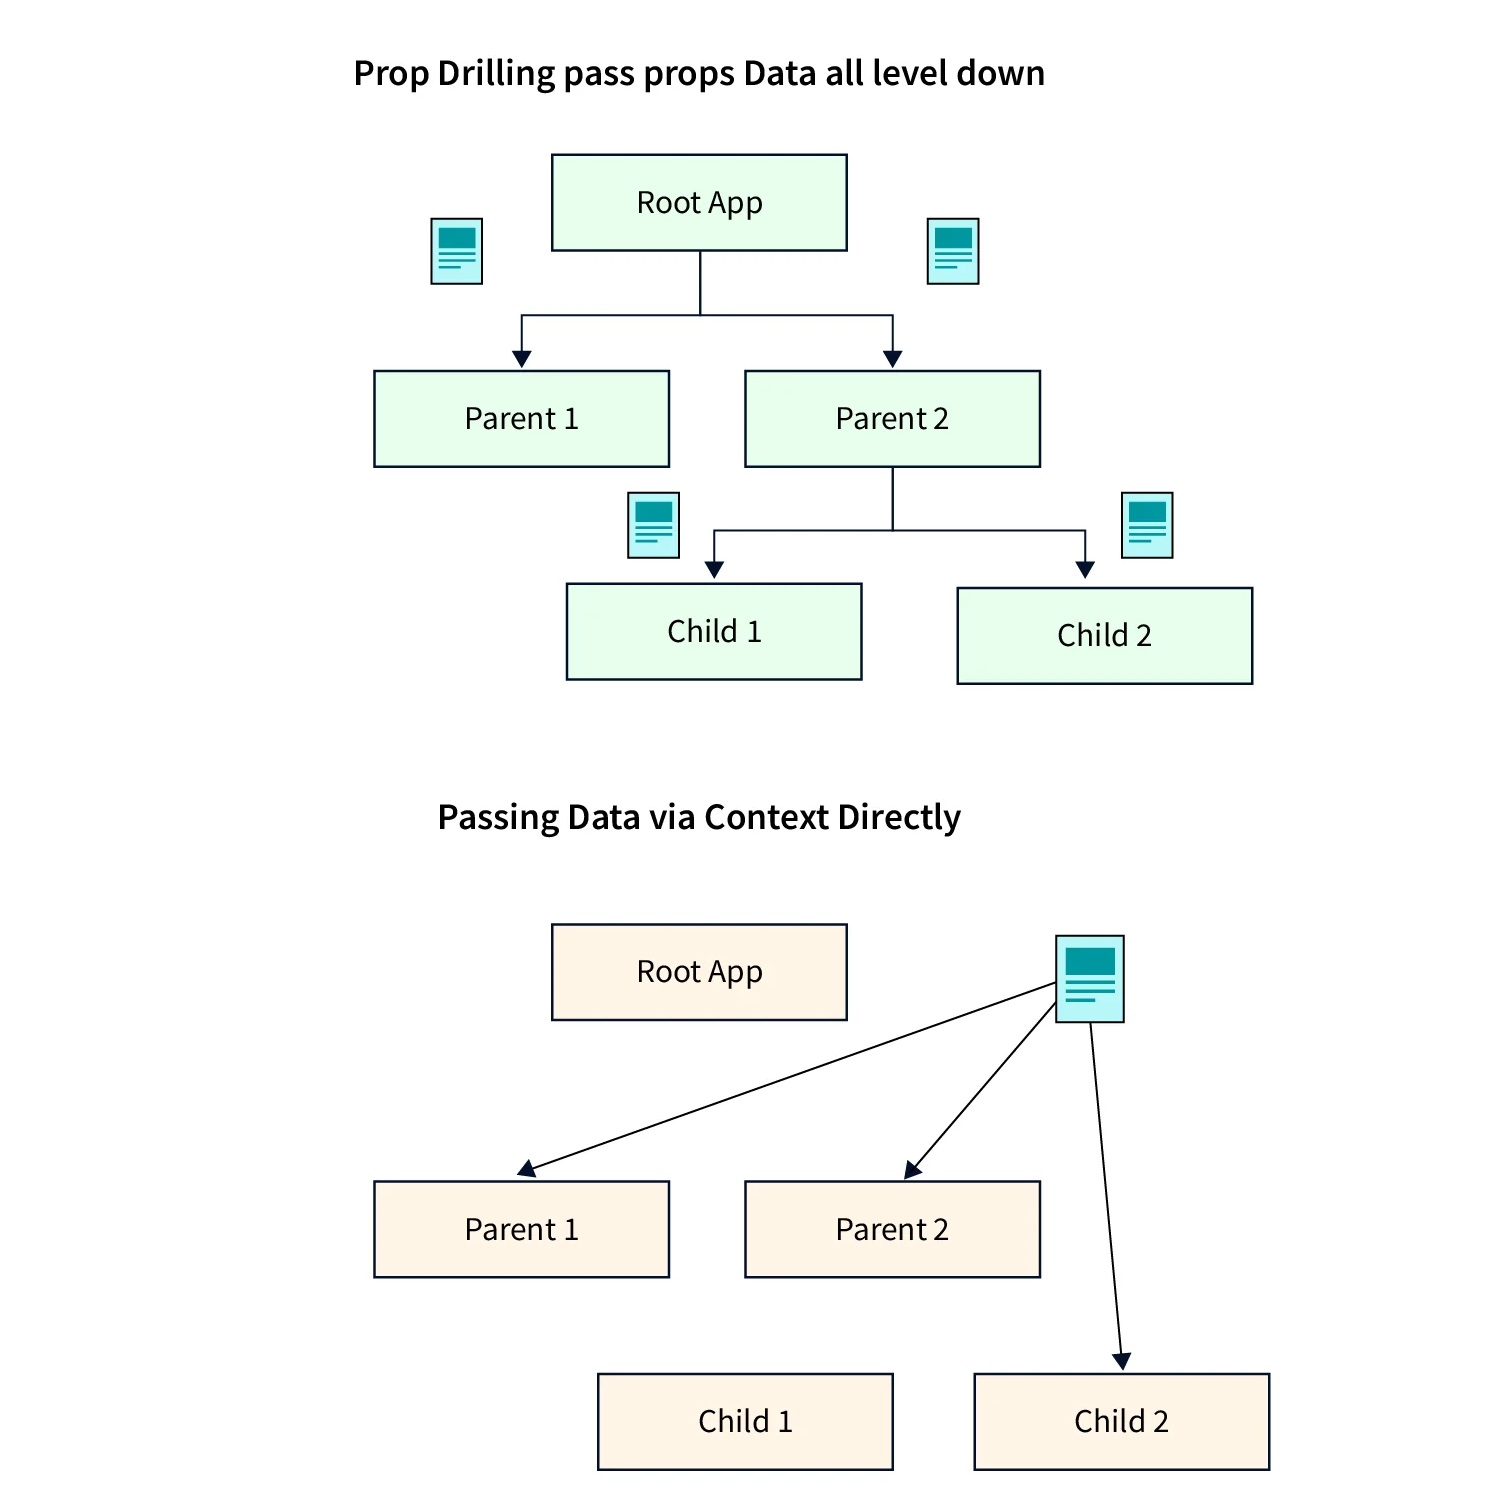 Prop Drilling pass props Data all level down
Root App
Parent 1
Parent 2
Child 1
Child 2
Passing Data via Context Directly
Root App
Parent 1
Parent 2
Child 1
Child 2